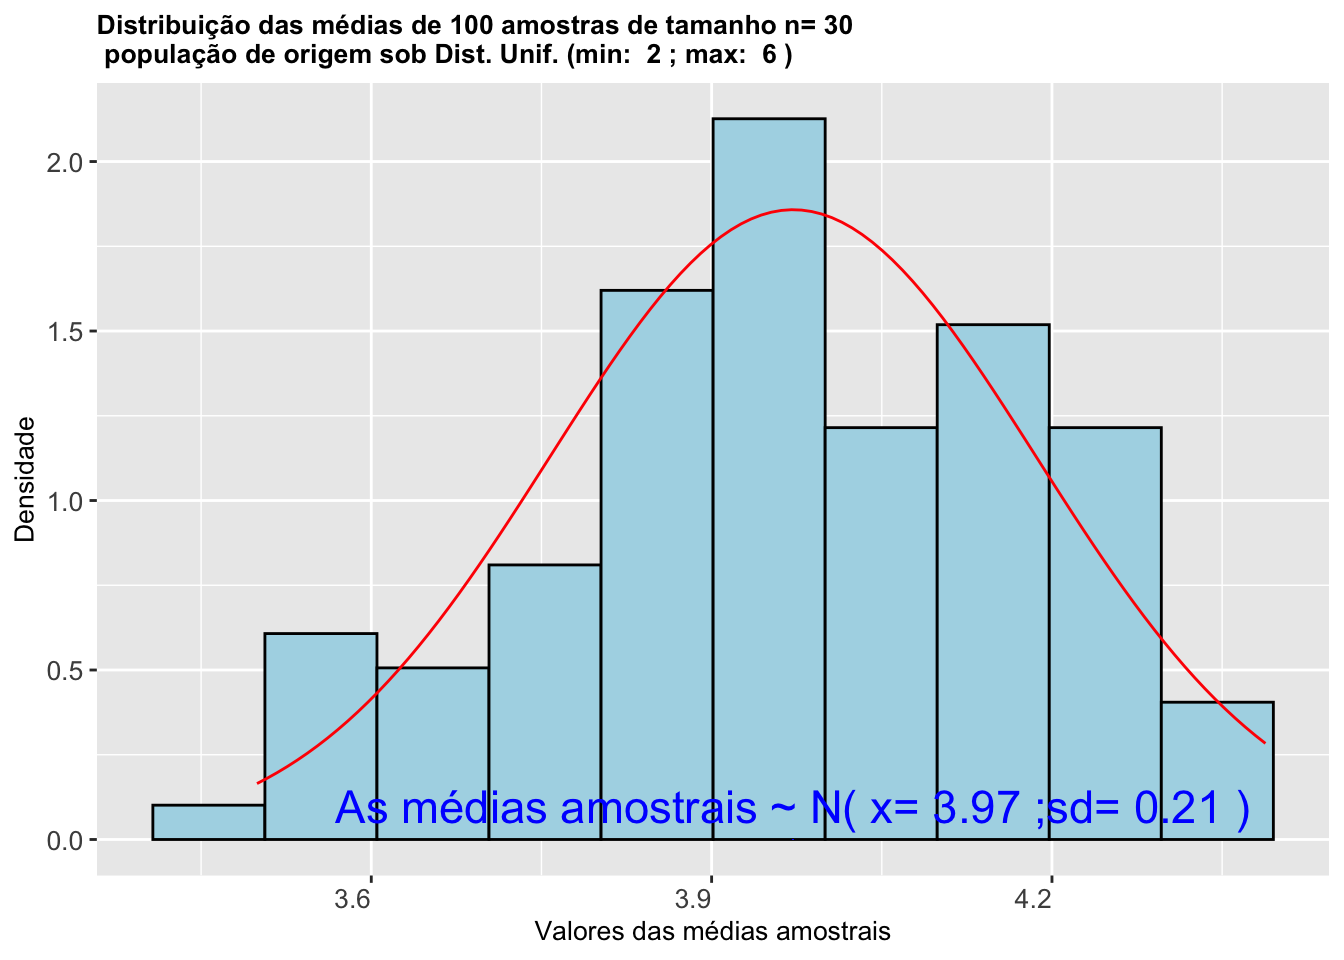 Distribuição das médias de 100 amostras de tamanho n= 30
população de origem sob Dist. Unif. (min:  2 ; max:  6 )
Densidade
2.0
1.5
1.0
0.5
0.0
As médias amostrais ~ N( x= 3.97 ;sd= 0.21 )
3.6
3.9
4.2
Valores das médias amostrais